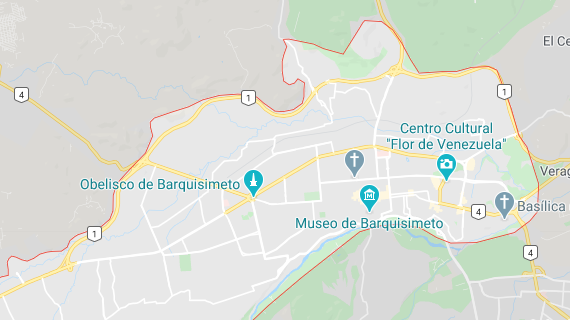 El C
4
1
1
Centro Cultural
"Flor de Venezuela"
Verag
Obelisco de Barquisimeto
Basílica
Museo de Barquisimeto
4
1
4